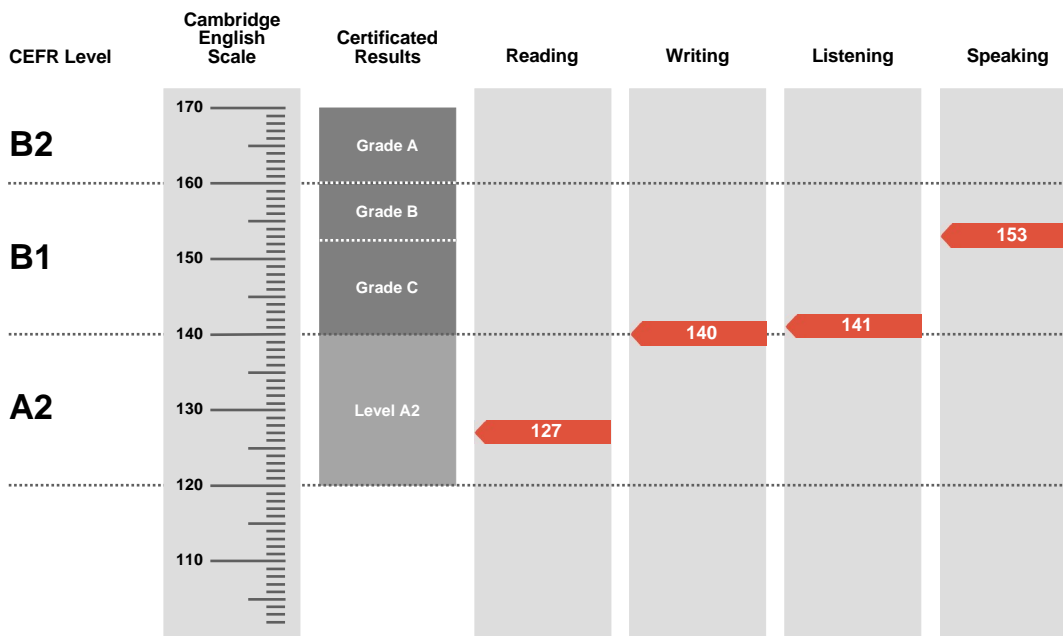 CEFR Level
Cambridge
English
Scale
Certificated
Results
Reading
Writing
Listening
Speaking
170
B2
Grade A
160
Grade B
153
B1
150
Grade C
140
140
141
A2
130
Level A2
127
120
110